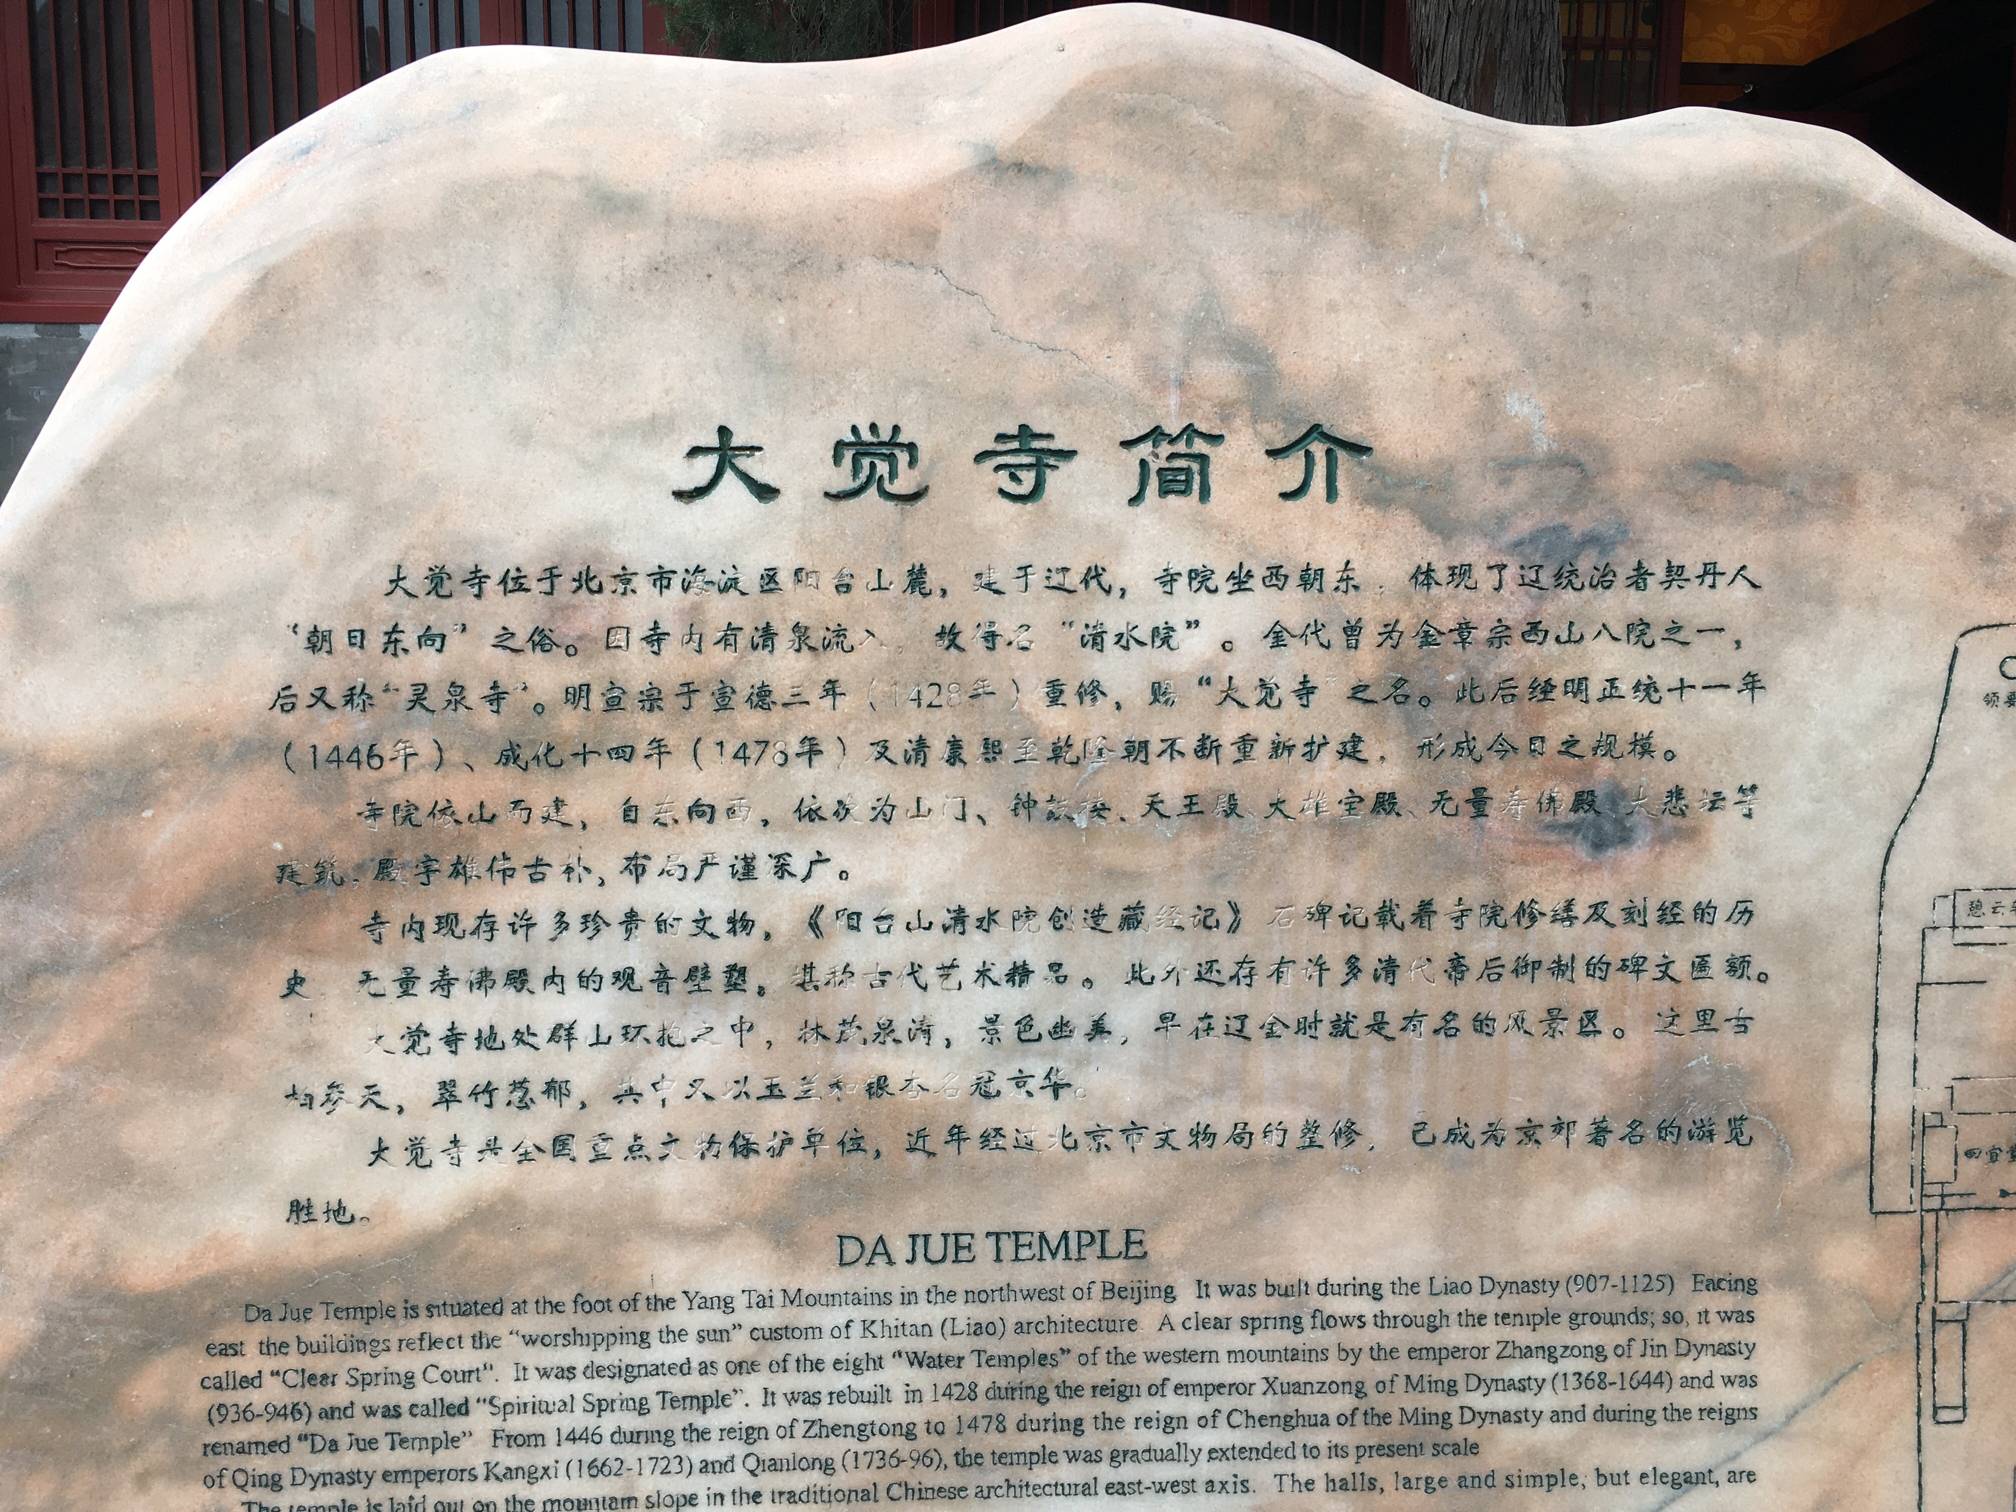 大觉寺简介
大觉寺位于北京市海淀区阳台山麓，建于辽代，寺院坐西朝东，体现了辽统治者契丹人
“朝日东向”之俗。因寺内有清泉流入，故得名“清水院”。金代曾为金章宗西山八院之一，
后又称“灵泉寺”。明宣宗于宣德三年（1428年）重修，赐“大觉寺”之名。此后经明正统十一年
（1446年）、成化十四年（1478年）及清康熙至乾隆朝不断重新扩建，形成今日之规模。
寺院依山而建，自东向西，依次为山门、钟鼓楼、天王殿、大雄宝殿、无量寿佛殿、大悲坛等
建筑，殿宇雄伟古朴，布局严谨深广。
寺内现存许多珍贵的文物，《阳台山清水院创造藏经记》石碑记载着寺院修缮及刻经的历
史 无量寿佛殿内的观音壁塑。堪称古代艺术精品。此外还存有许多清代帝后御制的碑文匾额。
大觉寺地处群山环抱之中，林茂泉清，景色幽美，早在辽金时就是有名的风景区。这里古
柏参天，翠竹葱郁，其中又以玉兰和银杏名冠京华。
大觉寺是全国重点文物保护单位，近年经过北京市文物局的整修，已成为京郊著名的游览
胜地。
DA JUE TEMPLE
Da Jue Temple is situated at the foot of the Yang Tai Mountains in the northwest of Beijing It was built during the Liao Dynasty (907-1125) Facing
east the buildings reflect the “worshipping the sun” custom of Khitan (Liao) architecture A clear spring flows through the temple grounds; so, it was
called “Clear Spring Court”. It was designated as one of the eight “Water Temples” of the western mountains by the emperor Zhangzong of Jin Dynasty
(936-946) and was called “Spiritual Spring Temple”. It was rebuilt in 1428 during the reign of emperor Xuanzong of Ming Dynasty (1368-1644) and was
renamed “Da Jue Temple” From 1446 during the reign of Zhengtong to 1478 during the reign of Chenghua of the Ming Dynasty and during the reigns
of Qing Dynasty emperors Kangxi (1662-1723) and Qianlong (1736-96), the temple was gradually extended to its present scale
The temple is laid out on the mountain slope in the traditional Chinese architectural east-west axis. The halls, large and simple, but elegant, are